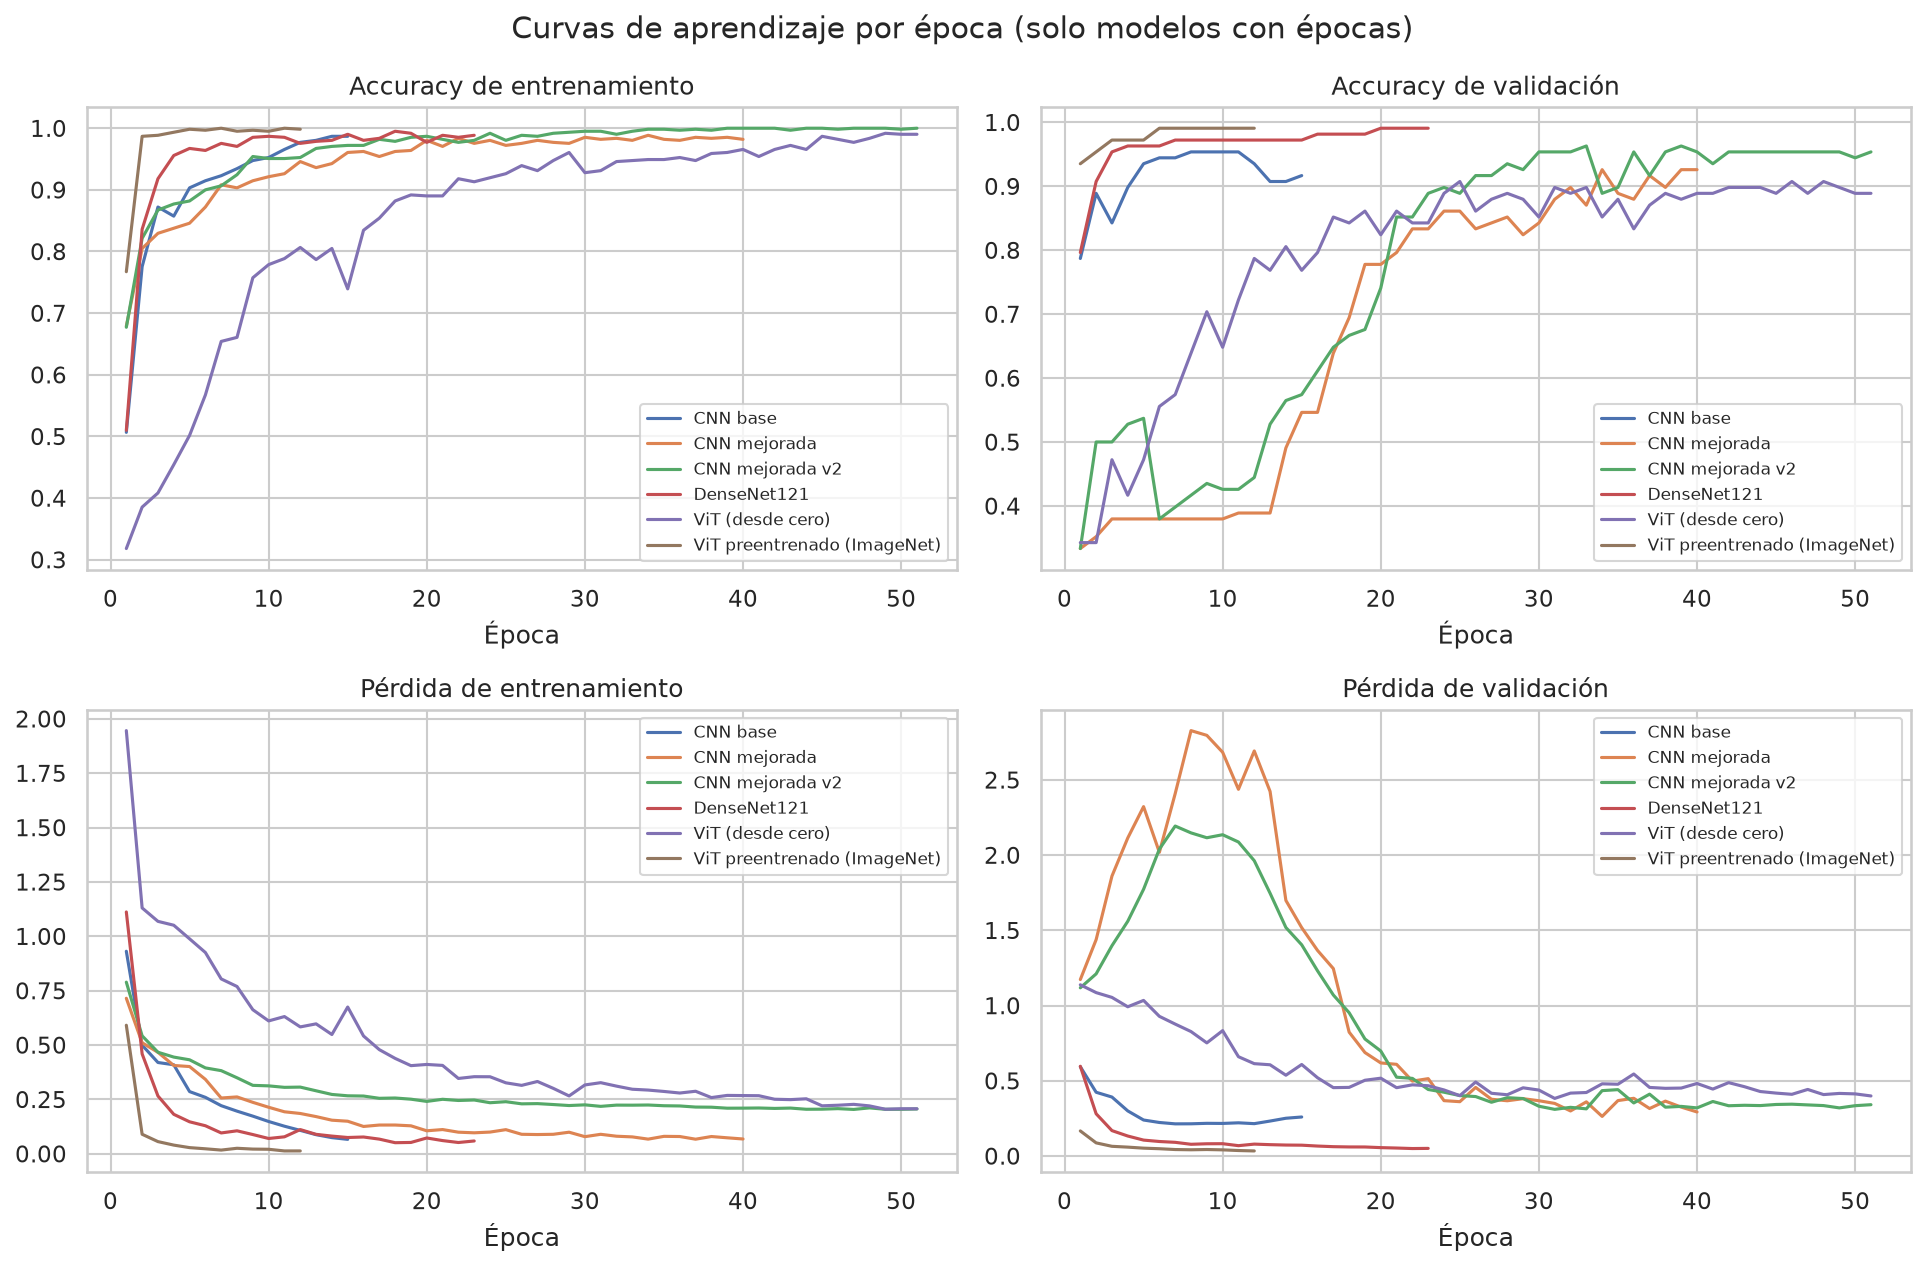 Curvas de aprendizaje por época (solo modelos con épocas)
Accuracy de entrenamiento
1.0
0.9
0.8
0.7
0.6
0.5
0.4
0.3
0 10 20 30 40 50
Época
CNN base
CNN mejorada
CNN mejorada v2
DenseNet121
ViT (desde cero)
ViT preentrenado (ImageNet)
Accuracy de validación
1.0
0.9
0.8
0.7
0.6
0.5
0.4
0 10 20 30 40 50
Época
CNN base
CNN mejorada
CNN mejorada v2
DenseNet121
ViT (desde cero)
ViT preentrenado (ImageNet)
Pérdida de entrenamiento
2.00
1.75
1.50
1.25
1.00
0.75
0.50
0.25
0.00
0 10 20 30 40 50
Época
CNN base
CNN mejorada
CNN mejorada v2
DenseNet121
ViT (desde cero)
ViT preentrenado (ImageNet)
Pérdida de validación
2.5
2.0
1.5
1.0
0.5
0.0
0 10 20 30 40 50
Época
CNN base
CNN mejorada
CNN mejorada v2
DenseNet121
ViT (desde cero)
ViT preentrenado (ImageNet)